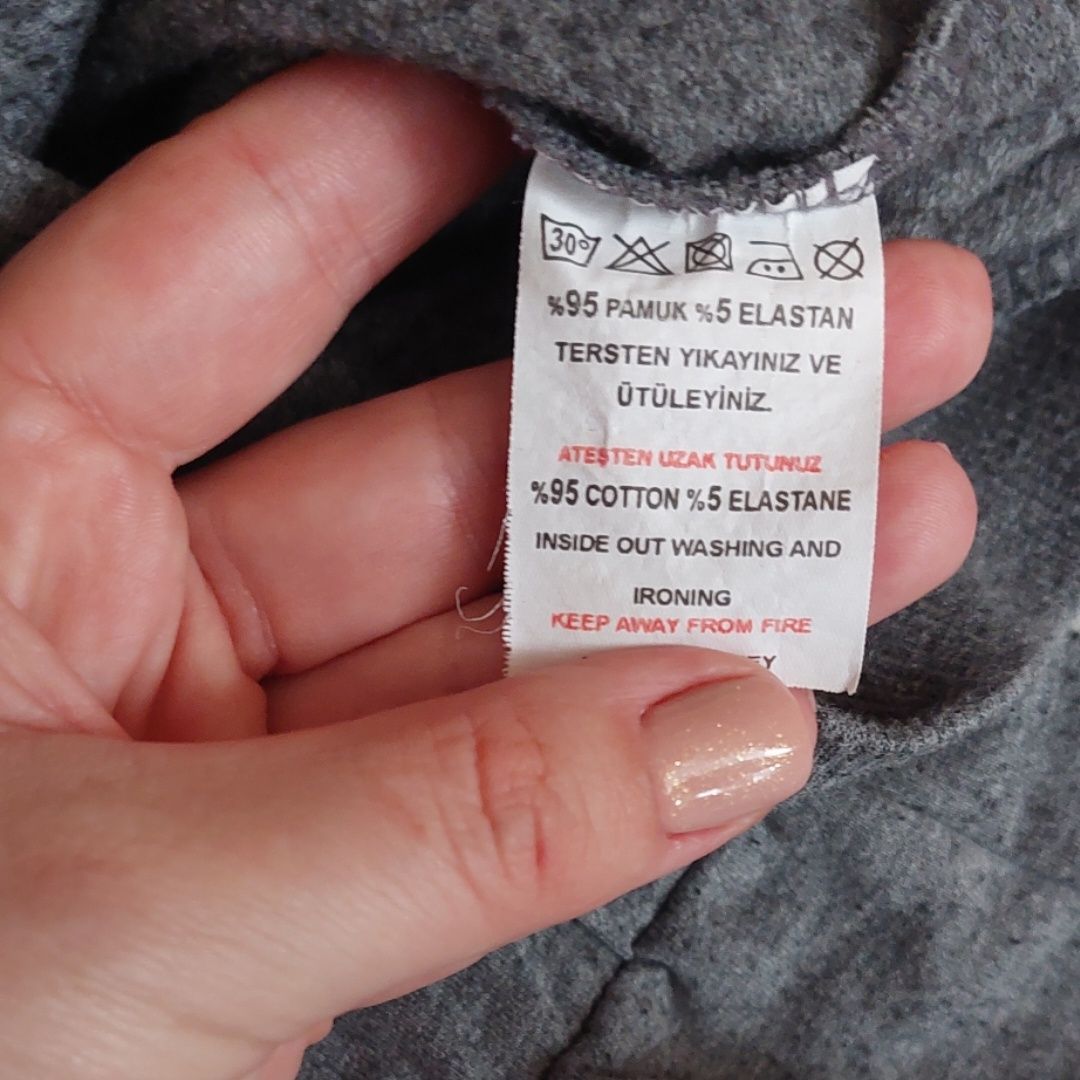 30°
%95 PAMUK %5 ELASTAN
TERSTEN YIKAYINIZ VE
ÜTÜLEYİNİZ.
ATEŞTEN UZAK TUTUNUZ
%95 COTTON %5 ELASTANE
INSIDE OUT WASHING AND
IRONING
KEEP AWAY FROM FIRE